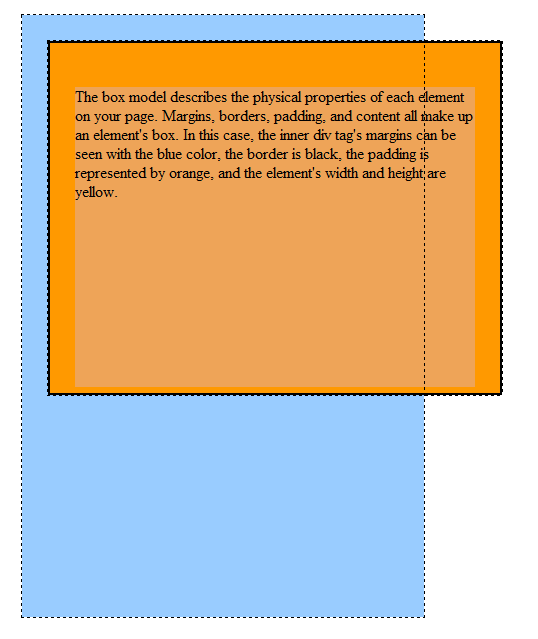 The box model describes the physical properties of each element
on your page. Margins, borders, padding, and content all make up
an element's box. In this case, the inner div tag's margins can be
seen with the blue color, the border is black, the padding is
represented by orange, and the element's width and height are
yellow.